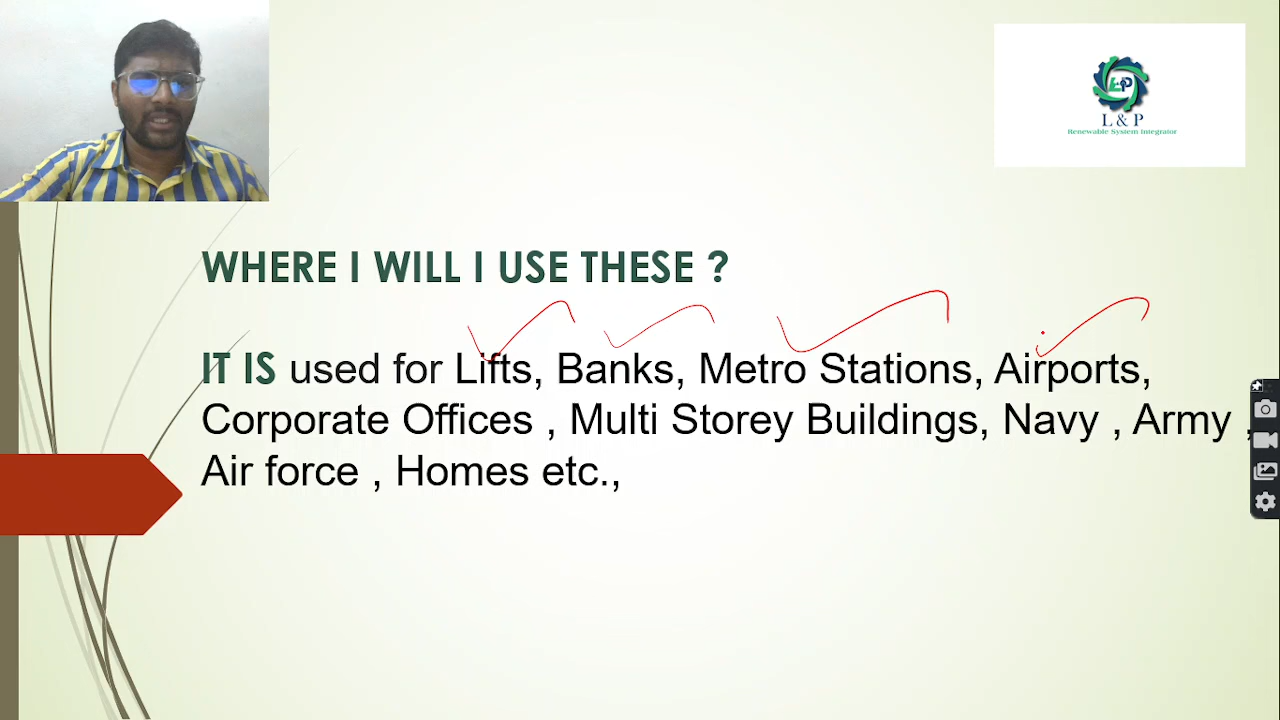 L & P
Renewable System Integrator
WHERE I WILL I USE THESE ?
IT IS used for Lifts, Banks, Metro Stations, Airports,
Corporate Offices , Multi Storey Buildings, Navy , Army ,
Air force , Homes etc.,